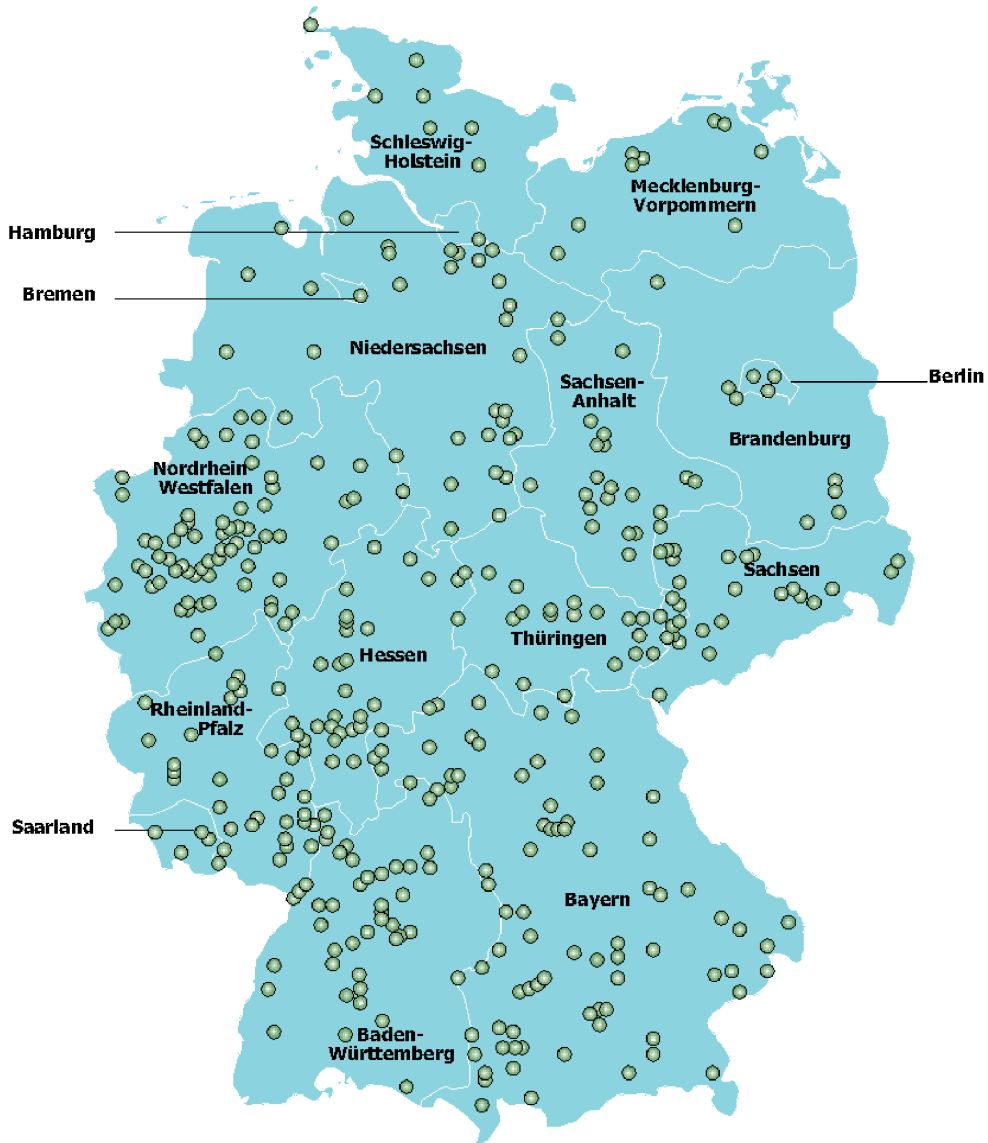 Schleswig-
Holstein
Mecklenburg-
Vorpommern
Hamburg
Bremen
Niedersachsen
Sachsen-
Anhalt
Berlin
Brandenburg
Nordrhein
Westfalen
Sachsen
Thüringen
Hessen
Rheinland-
Pfalz
Saarland
Bayern
Baden-
Württemberg